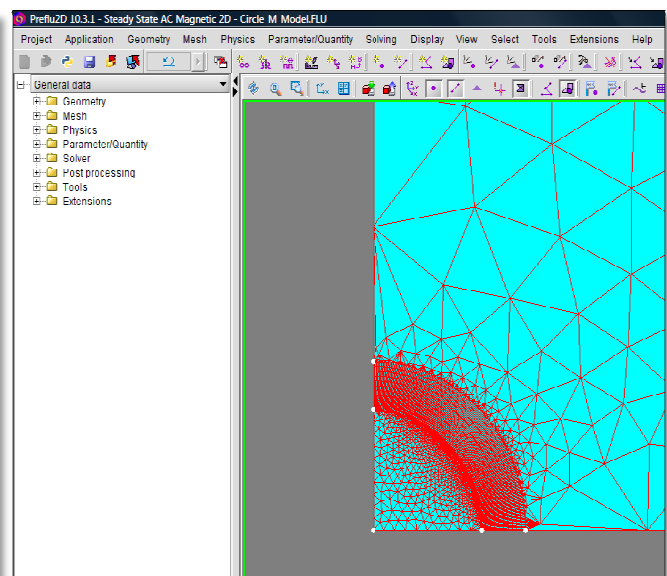 Preflu2D 10.3.1 - Steady State AC Magnetic 2D - Circle M Model.FLU
Project Application Geometry Mesh Physics Parameter/Quantity Solving Display View Select Tools Extensions Help
General data
Geometry
Mesh
Physics
Parameter/Quantity
Solver
Post processing
Tools
Extensions